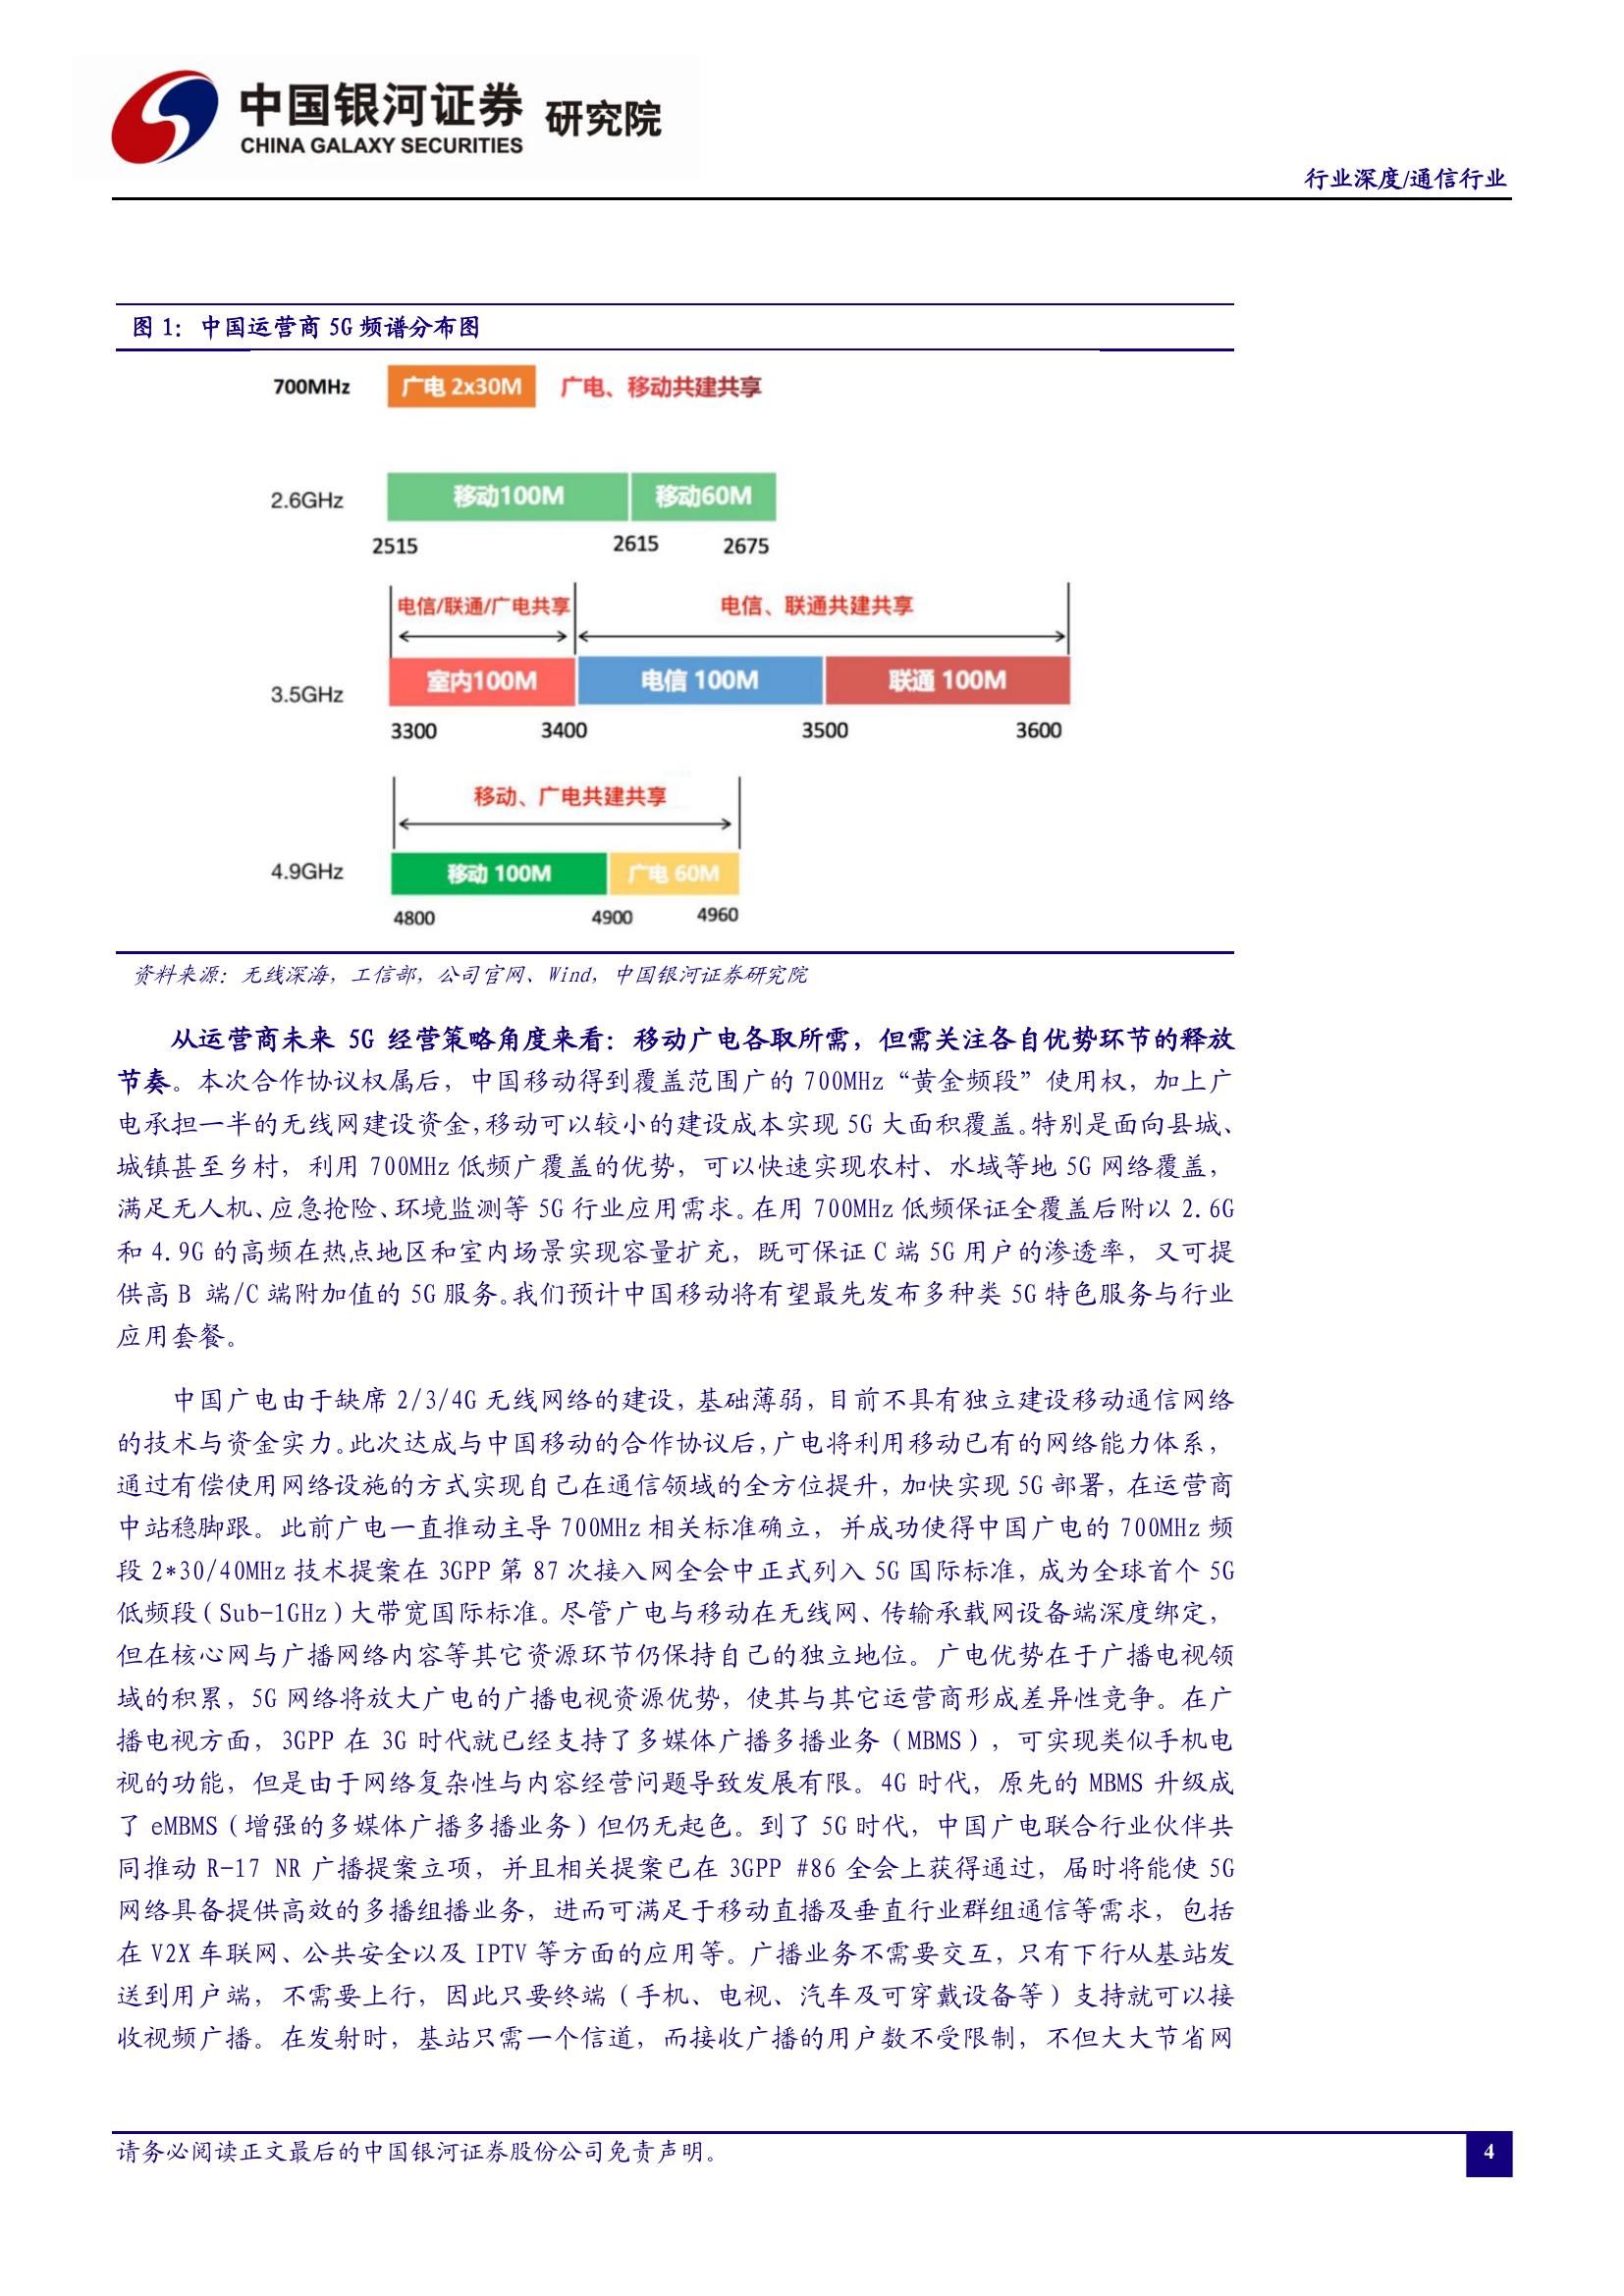 中国银河证券 研究院
CHINA GALAXY SECURITIES
行业深度/通信行业
图 1：中国运营商 5G 频谱分布图
700MHz 广电 2x30M 广电、移动共建共享
2.6GHz 移动100M 移动60M
2515 2615 2675
电信/联通/广电共享 电信、联通共建共享
3.5GHz 室内100M 电信 100M 联通 100M
3300 3400 3500 3600
移动、广电共建共享
4.9GHz 移动 100M 广电 60M
4800 4900 4960
资料来源：无线深海，工信部，公司官网、Wind，中国银河证券研究院
从运营商未来 5G 经营策略角度来看：移动广电各取所需，但需关注各自优势环节的释放
节奏。本次合作协议权属后，中国移动得到覆盖范围广的 700MHz“黄金频段”使用权，加上广
电承担一半的无线网建设资金，移动可以较小的建设成本实现 5G 大面积覆盖。特别是面向县城、
城镇甚至乡村，利用 700MHz 低频广覆盖的优势，可以快速实现农村、水域等地 5G 网络覆盖，
满足无人机、应急抢险、环境监测等 5G 行业应用需求。在用 700MHz 低频保证全覆盖后附以 2.6G
和 4.9G 的高频在热点地区和室内场景实现容量扩充，既可保证 C 端 5G 用户的渗透率，又可提
供高 B 端/C 端附加值的 5G 服务。我们预计中国移动将有望最先发布多种类 5G 特色服务与行业
应用套餐。
中国广电由于缺席 2/3/4G 无线网络的建设，基础薄弱，目前不具有独立建设移动通信网络
的技术与资金实力。此次达成与中国移动的合作协议后，广电将利用移动已有的网络能力体系，
通过有偿使用网络设施的方式实现自己在通信领域的全方位提升，加快实现 5G 部署，在运营商
中站稳脚跟。此前广电一直推动主导 700MHz 相关标准确立，并成功使得中国广电的 700MHz 频
段 2*30/40MHz 技术提案在 3GPP 第 87 次接入网全会中正式列入 5G 国际标准，成为全球首个 5G
低频段（Sub-1GHz）大带宽国际标准。尽管广电与移动在无线网、传输承载网设备端深度绑定，
但在核心网与广播网络内容等其它资源环节仍保持自己的独立地位。广电优势在于广播电视领
域的积累，5G 网络将放大广电的广播电视资源优势，使其与其它运营商形成差异性竞争。在广
播电视方面，3GPP 在 3G 时代就已经支持了多媒体广播多播业务（MBMS），可实现类似手机电
视的功能，但是由于网络复杂性与内容经营问题导致发展有限。4G 时代，原先的 MBMS 升级成
了 eMBMS（增强的多媒体广播多播业务）但仍无起色。到了 5G 时代，中国广电联合行业伙伴共
同推动 R-17 NR 广播提案立项，并且相关提案已在 3GPP #86 全会上获得通过，届时将能使 5G
网络具备提供高效的多播组播业务，进而可满足于移动直播及垂直行业群组通信等需求，包括
在 V2X 车联网、公共安全以及 IPTV 等方面的应用等。广播业务不需要交互，只有下行从基站发
送到用户端，不需要上行，因此只要终端（手机、电视、汽车及可穿戴设备等）支持就可以接
收视频广播。在发射时，基站只需一个信道，而接收广播的用户数不受限制，不但大大节省网
请务必阅读正文最后的中国银河证券股份公司免责声明。
4